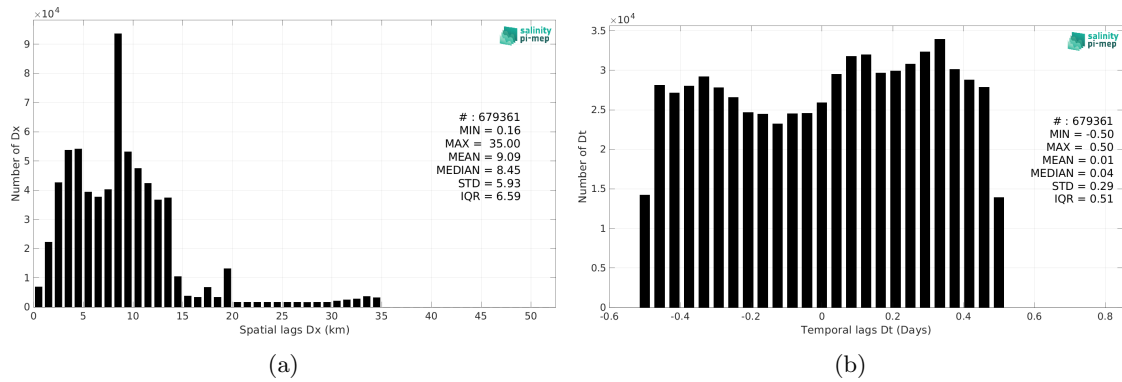 ×10⁴
9
8
7
6
5
4
3
2
1
0
Number of Dx
0 5 10 15 20 25 30 35 40 45 50
Spatial lags Dx (km)
salinity
pi-mep
# : 679361
MIN = 0.16
MAX = 35.00
MEAN = 9.09
MEDIAN = 8.45
STD = 5.93
IQR = 6.59
(a)
×10⁴
3.5
3
2.5
2
1.5
1
0.5
0
Number of Dt
-0.6 -0.4 -0.2 0 0.2 0.4 0.6 0.8
Temporal lags Dt (Days)
salinity
pi-mep
# : 679361
MIN = -0.50
MAX = 0.50
MEAN = 0.01
MEDIAN = 0.04
STD = 0.29
IQR = 0.51
(b)